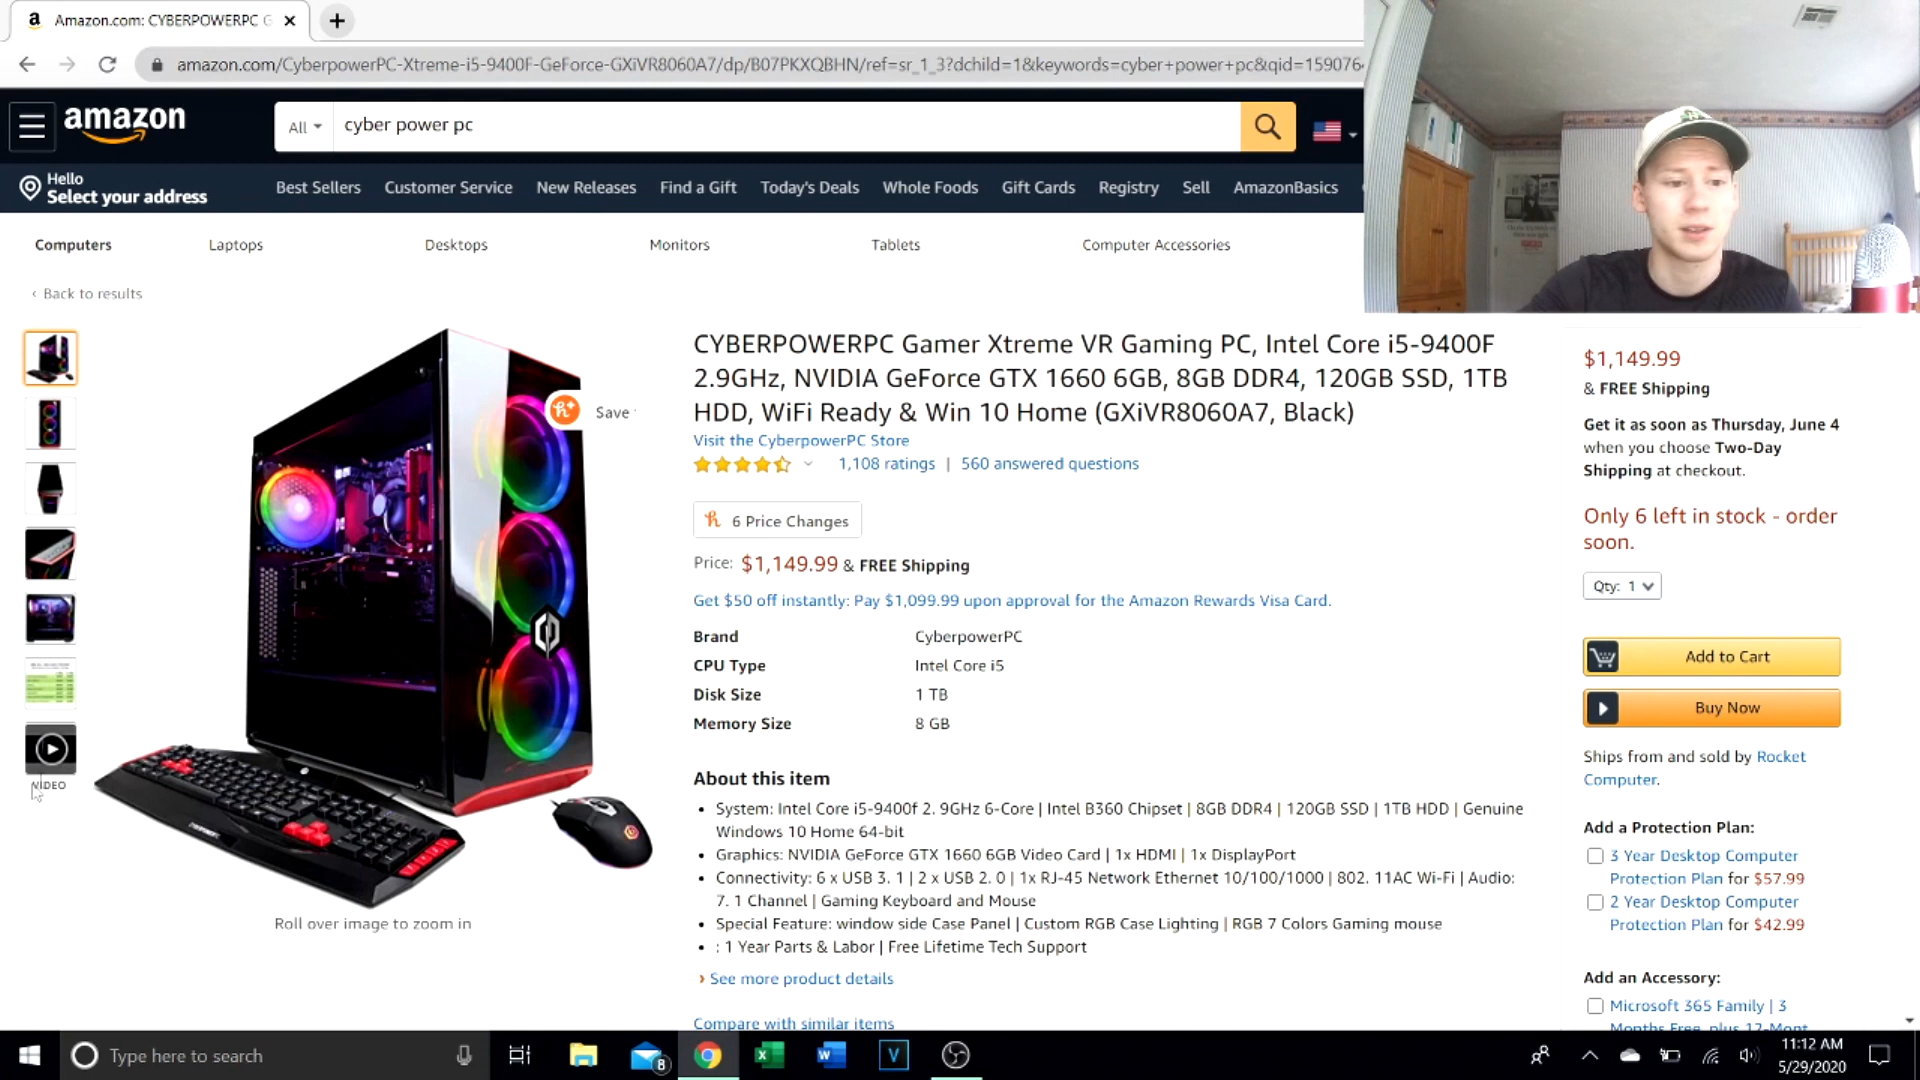 Amazon.com: CYBERPOWERPC G
amazon.com/CyberpowerPC-Xtreme-i5-9400F-GeForce-GXiVR8060A7/dp/B07PKXQBHN/ref=sr_1_3?dchild=1&keywords=cyber+power+pc&qid=159076
amazon
All
cyber power pc
Hello
Select your address
Best Sellers Customer Service New Releases Find a Gift Today's Deals Whole Foods Gift Cards Registry Sell AmazonBasics
Computers Laptops Desktops Monitors Tablets Computer Accessories
‹ Back to results
Save
VIDEO
Roll over image to zoom in
CYBERPOWERPC Gamer Xtreme VR Gaming PC, Intel Core i5-9400F
2.9GHz, NVIDIA GeForce GTX 1660 6GB, 8GB DDR4, 120GB SSD, 1TB
HDD, WiFi Ready & Win 10 Home (GXiVR8060A7, Black)
Visit the CyberpowerPC Store
1,108 ratings | 560 answered questions
6 Price Changes
Price: $1,149.99 & FREE Shipping
Get $50 off instantly: Pay $1,099.99 upon approval for the Amazon Rewards Visa Card.
Brand CyberpowerPC
CPU Type Intel Core i5
Disk Size 1 TB
Memory Size 8 GB
About this item
• System: Intel Core i5-9400f 2. 9GHz 6-Core | Intel B360 Chipset | 8GB DDR4 | 120GB SSD | 1TB HDD | Genuine
Windows 10 Home 64-bit
• Graphics: NVIDIA GeForce GTX 1660 6GB Video Card | 1x HDMI | 1x DisplayPort
• Connectivity: 6 x USB 3. 1 | 2 x USB 2. 0 | 1x RJ-45 Network Ethernet 10/100/1000 | 802. 11AC Wi-Fi | Audio:
7. 1 Channel | Gaming Keyboard and Mouse
• Special Feature: window side Case Panel | Custom RGB Case Lighting | RGB 7 Colors Gaming mouse
• : 1 Year Parts & Labor | Free Lifetime Tech Support
› See more product details
Compare with similar items
$1,149.99
& FREE Shipping
Get it as soon as Thursday, June 4
when you choose Two-Day
Shipping at checkout.
Only 6 left in stock - order
soon.
Qty: 1
Add to Cart
Buy Now
Ships from and sold by Rocket
Computer.
Add a Protection Plan:
3 Year Desktop Computer
Protection Plan for $57.99
2 Year Desktop Computer
Protection Plan for $42.99
Add an Accessory:
Microsoft 365 Family | 3
Months Free, plus 12-Mont
Type here to search
8
11:12 AM
5/29/2020